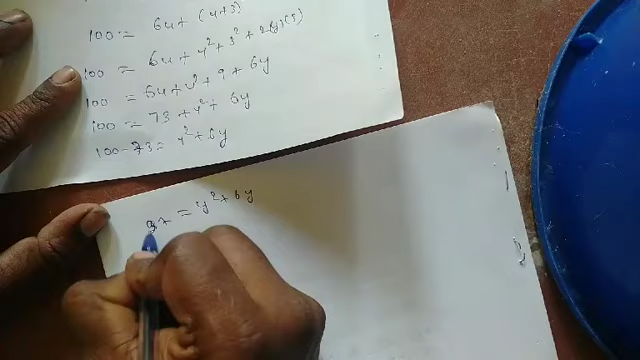 100 = 64 + (y+3)²
100 = 64 + y² + 3² + 2(y)(3)
100 = 64 + y² + 9 + 6y
100 = 73 + y² + 6y
100 - 73 = y² + 6y
27 = y² + 6y